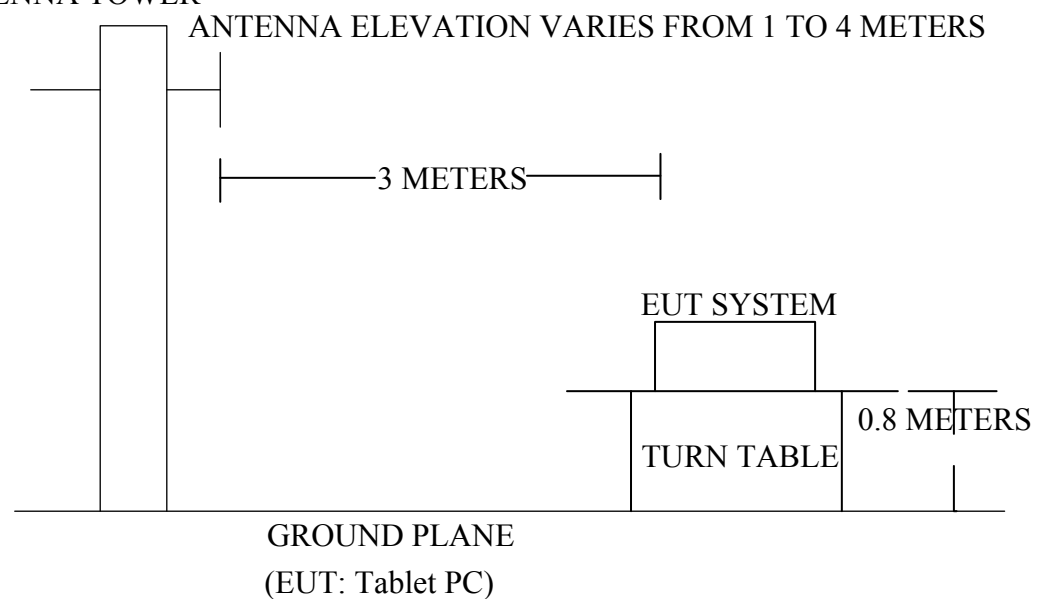 TOWER
ANTENNA ELEVATION VARIES FROM 1 TO 4 METERS
3 METERS
EUT SYSTEM
0.8 METERS
TURN TABLE
GROUND PLANE
(EUT: Tablet PC)